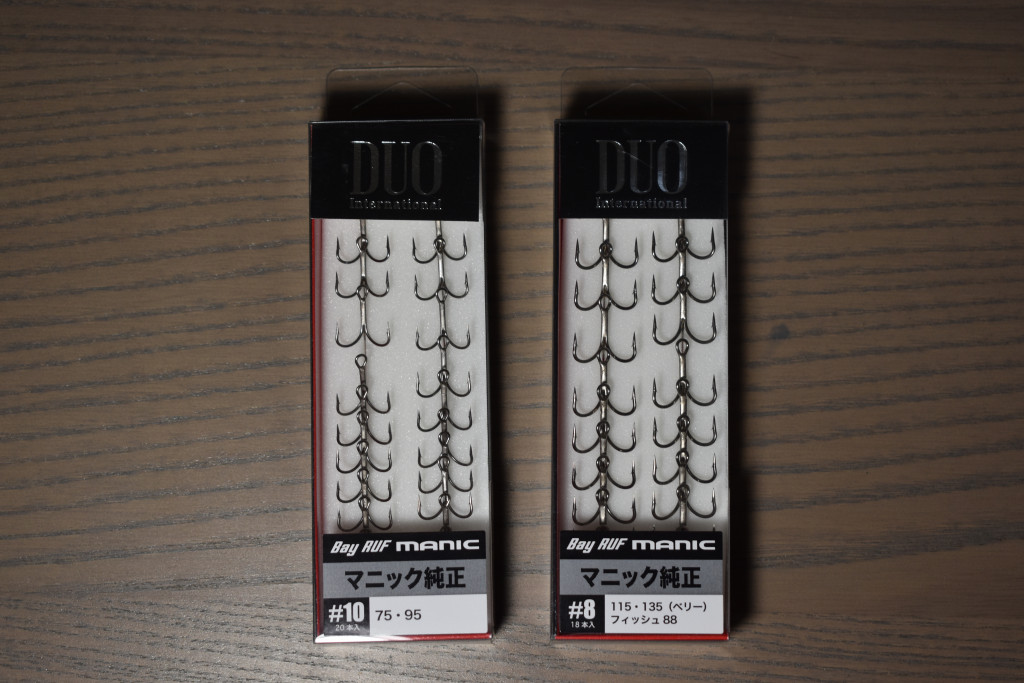 DUO
International
Bay RUF MANIC
マニック純正
#10
20本入
75・95
DUO
International
Bay RUF MANIC
マニック純正
#8
18本入
115・135（ベリー）
フィッシュ88